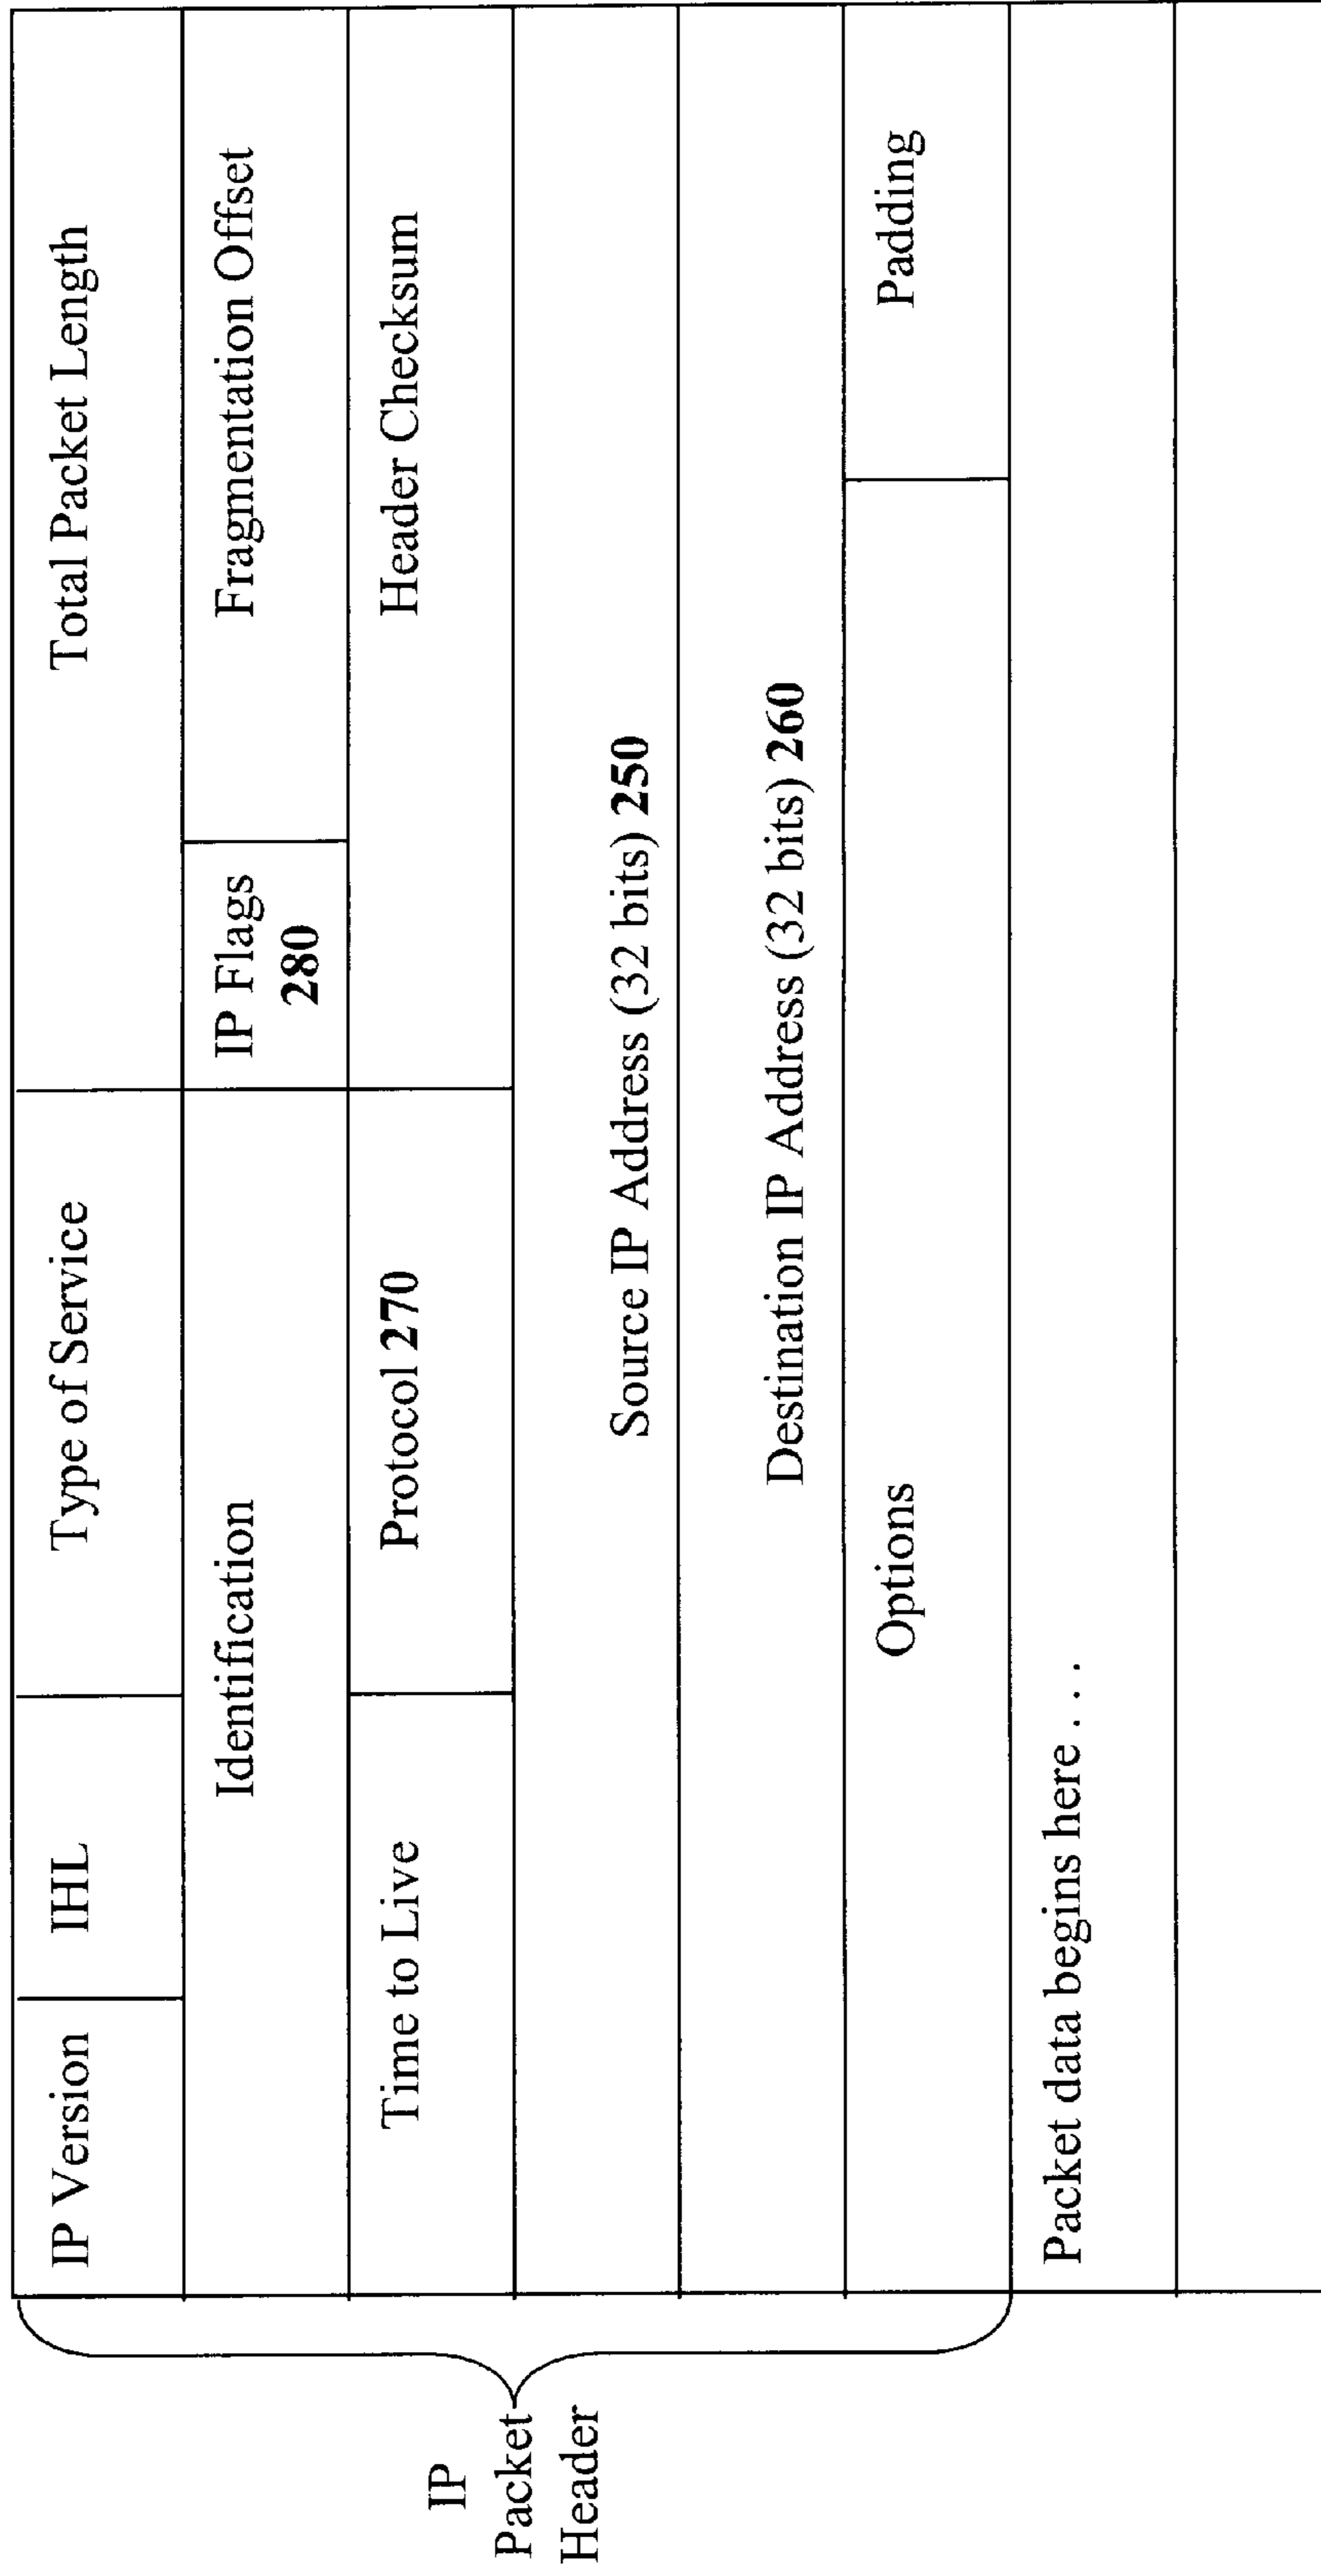 IP Version
IHL
Type of Service
Total Packet Length
Identification
IP Flags
280
Fragmentation Offset
Time to Live
Protocol 270
Header Checksum
IP
Packet
Header
Source IP Address (32 bits) 250
Destination IP Address (32 bits) 260
Options
Padding
Packet data begins here . . .